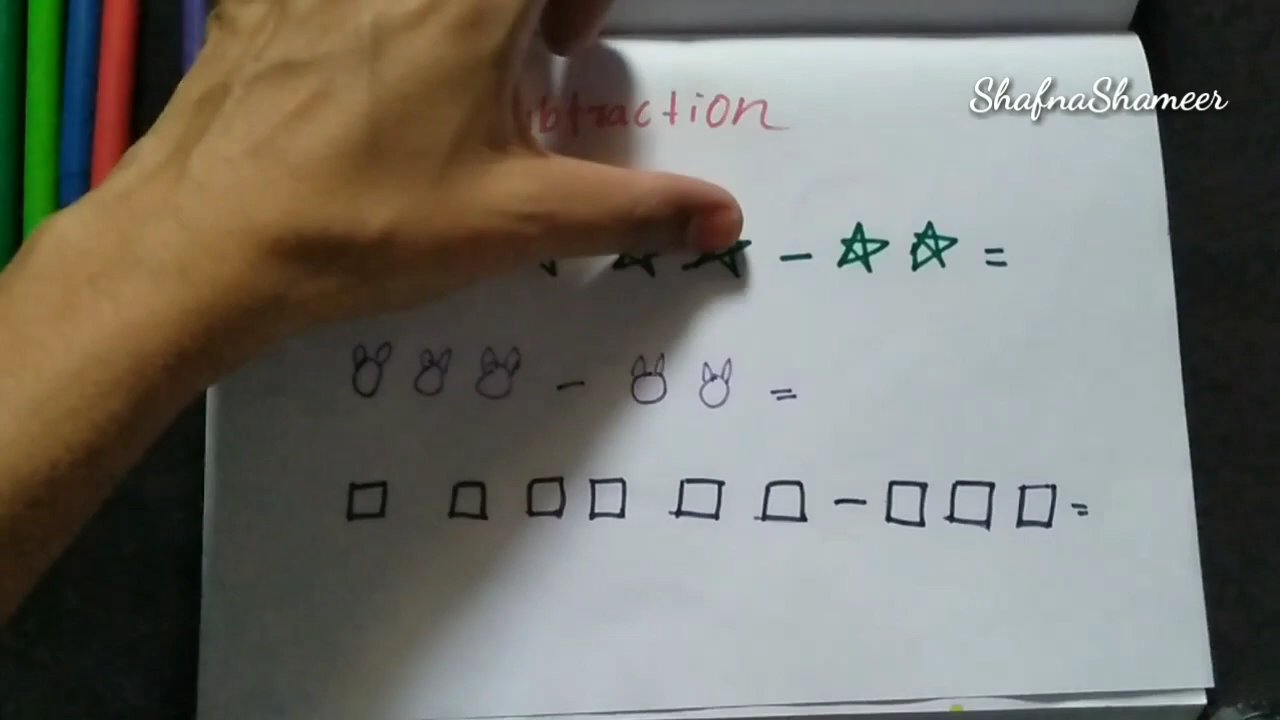 ShafnaShameer
btraction
- =
- =
- =